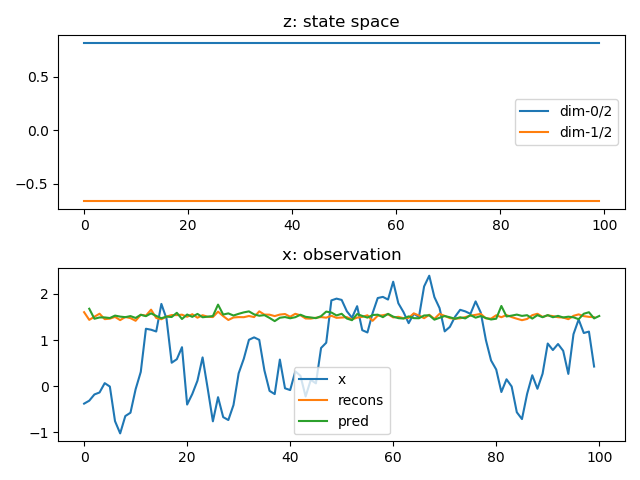 z: state space
0.5
0.0
−0.5
dim-0/2
dim-1/2
0 20 40 60 80 100
x: observation
2
1
0
−1
x
recons
pred
0 20 40 60 80 100